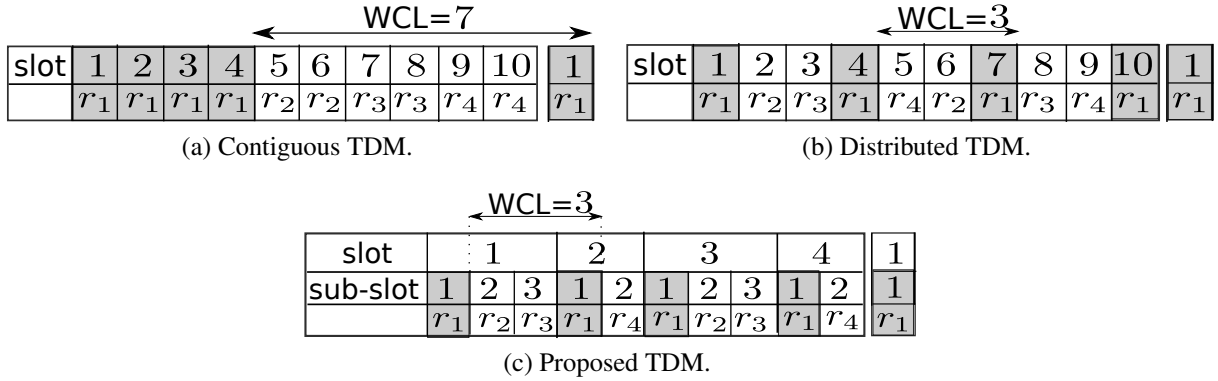 WCL=7
slot 1 2 3 4 5 6 7 8 9 10 1
r₁ r₁ r₁ r₁ r₂ r₂ r₃ r₃ r₄ r₄ r₁
(a) Contiguous TDM.
WCL=3
slot 1 2 3 4 5 6 7 8 9 10 1
r₁ r₂ r₃ r₁ r₄ r₂ r₁ r₃ r₄ r₁ r₁
(b) Distributed TDM.
WCL=3
slot 1 2 3 4 1
sub-slot 1 2 3 1 2 1 2 3 1 2 1
r₁ r₂ r₃ r₁ r₄ r₁ r₂ r₃ r₁ r₄ r₁
(c) Proposed TDM.